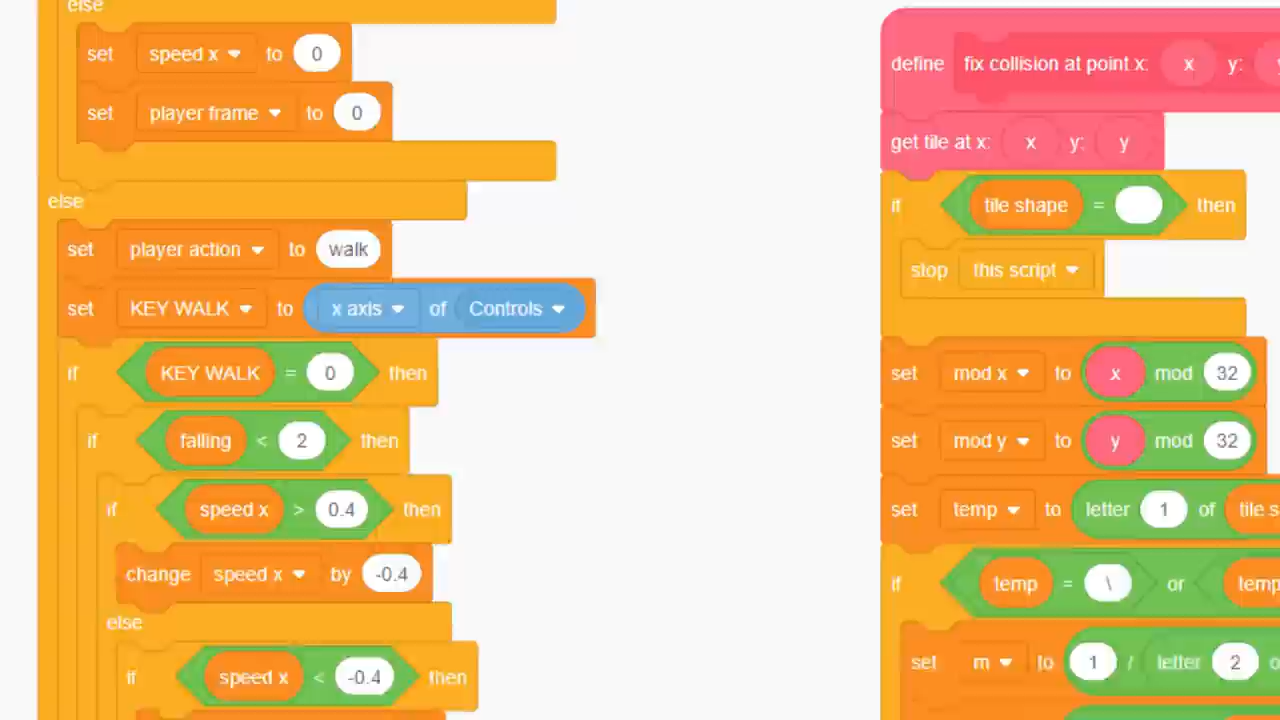 else
set speed x to 0
set player frame to 0
else
set player action to walk
set KEY WALK to x axis of Controls
if KEY WALK = 0 then
if falling < 2 then
if speed x > 0.4 then
change speed x by -0.4
else
if speed x < -0.4 then
define fix collision at point x: x y:
get tile at x: x y: y
if tile shape = then
stop this script
set mod x to x mod 32
set mod y to y mod 32
set temp to letter 1 of tile s
if temp = \ or temp
set m to 1 / letter 2 o